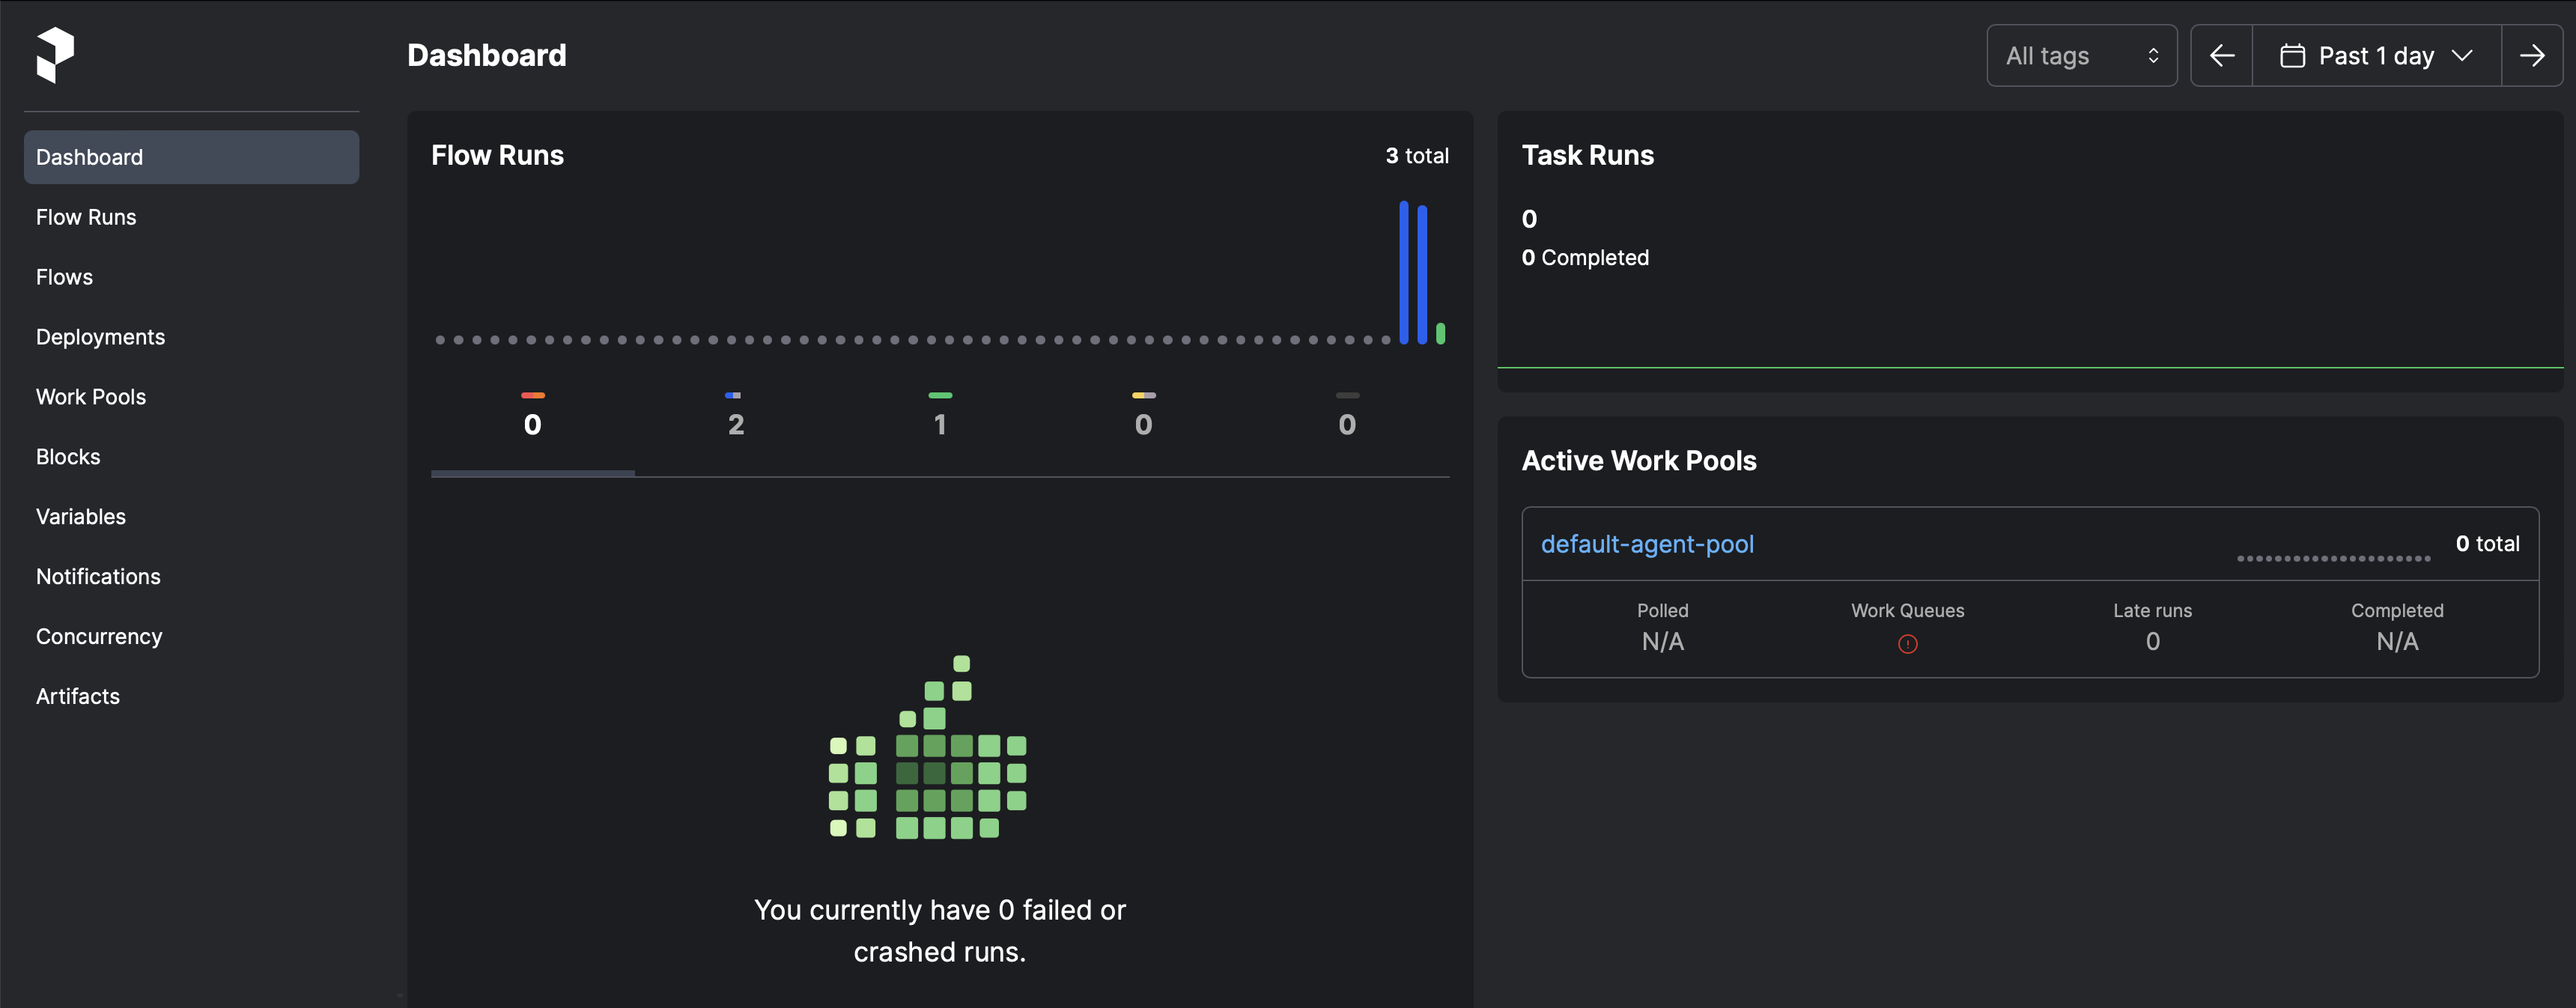 Dashboard
All tags
Past 1 day
Dashboard
Flow Runs
Flows
Deployments
Work Pools
Blocks
Variables
Notifications
Concurrency
Artifacts
Flow Runs
3 total
0
2
1
0
0
You currently have 0 failed or
crashed runs.
Task Runs
0
0 Completed
Active Work Pools
default-agent-pool
0 total
Polled
N/A
Work Queues
Late runs
0
Completed
N/A